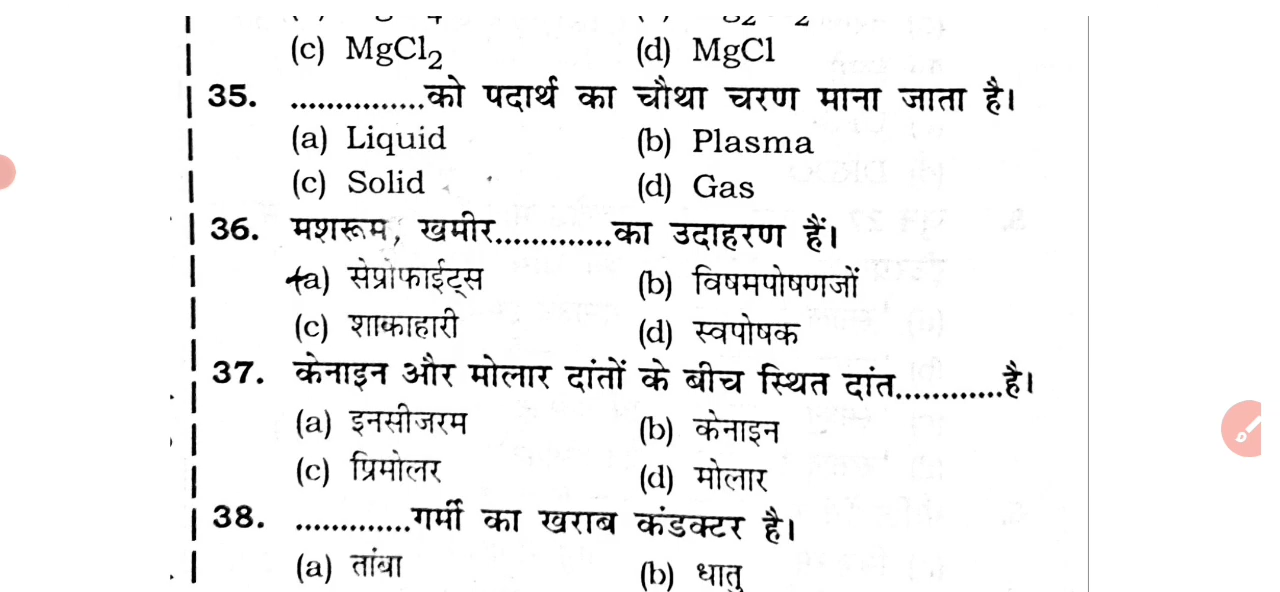 (c) MgCl₂ (d) MgCl
35. ................को पदार्थ का चौथा चरण माना जाता है।
(a) Liquid (b) Plasma
(c) Solid (d) Gas
36. मशरूम, खमीर.............का उदाहरण हैं।
(a) सेप्रोफाईट्स (b) विषमपोषणजों
(c) शाकाहारी (d) स्वपोषक
37. केनाइन और मोलार दांतों के बीच स्थित दांत............है।
(a) इनसीजरम (b) केनाइन
(c) प्रिमोलर (d) मोलार
38. .............गर्मी का खराब कंडक्टर है।
(a) तांबा (b) धातु